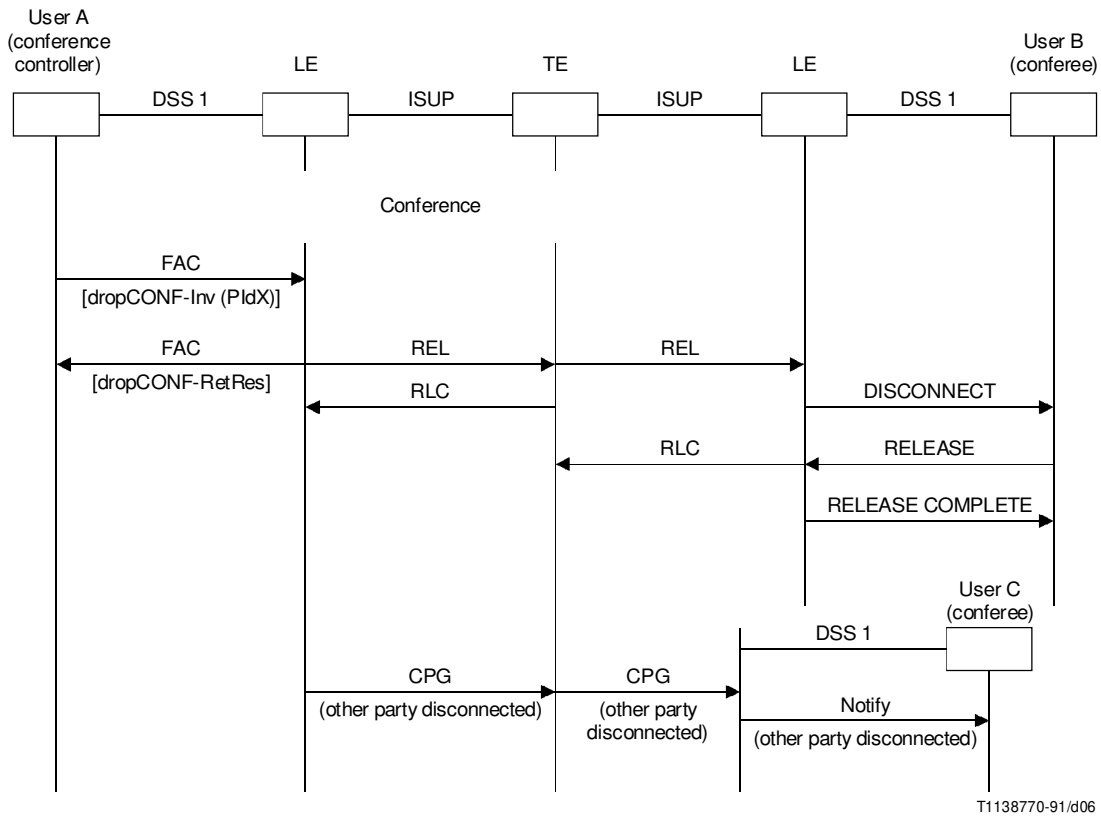 User A
(conference
controller)
LE
TE
LE
User B
(conferee)
DSS 1
ISUP
ISUP
DSS 1
Conference
FAC
[dropCONF-Inv (PIdX)]
FAC
REL
REL
[dropCONF-RetRes]
RLC
DISCONNECT
RLC
RELEASE
RELEASE COMPLETE
User C
(conferee)
DSS 1
CPG
(other party disconnected)
CPG
(other party
disconnected)
Notify
(other party disconnected)
T1138770-91/d06